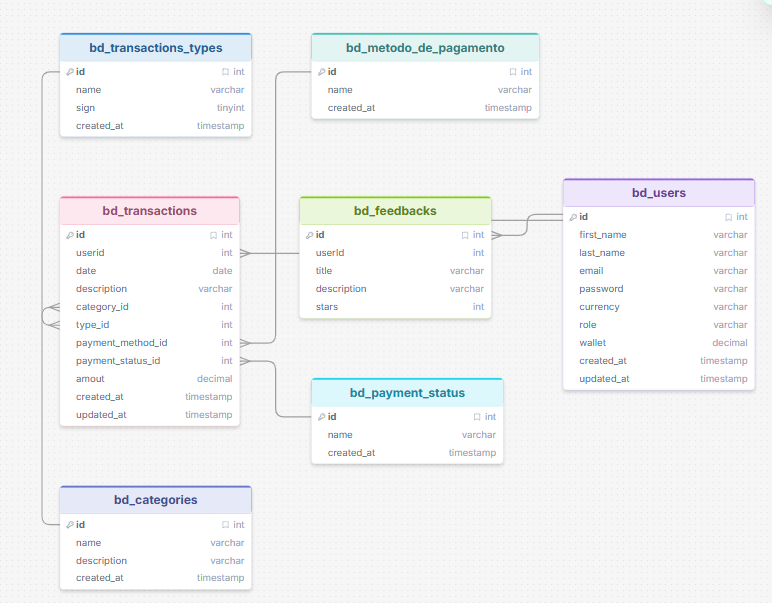 bd_transactions_types
id int
name varchar
sign tinyint
created_at timestamp
bd_metodo_de_pagamento
id int
name varchar
created_at timestamp
bd_transactions
id int
userid int
date date
description varchar
category_id int
type_id int
payment_method_id int
payment_status_id int
amout decimal
created_at timestamp
updated_at timestamp
bd_feedbacks
id int
userId int
title varchar
description varchar
stars int
bd_users
id int
first_name varchar
last_name varchar
email varchar
password varchar
currency varchar
role varchar
wallet decimal
created_at timestamp
updated_at timestamp
bd_payment_status
id int
name varchar
created_at timestamp
bd_categories
id int
name varchar
description varchar
created_at timestamp